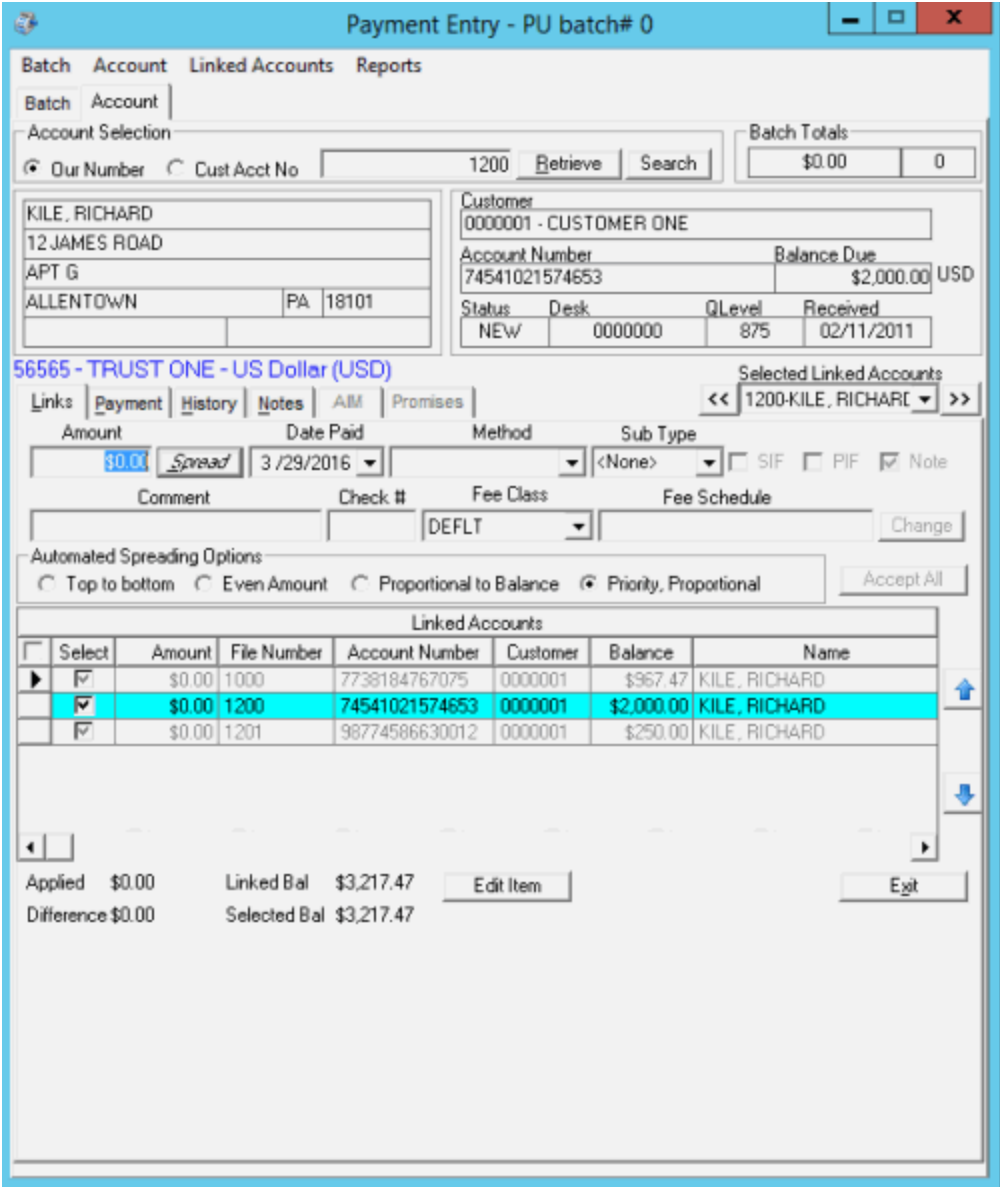 Payment Entry - PU batch# 0
Batch Account Linked Accounts Reports
Batch Account
Account Selection
Our Number Cust Acct No 1200 Retrieve Search
Batch Totals
$0.00 0
KILE, RICHARD
12 JAMES ROAD
APT G
ALLENTOWN PA 18101
Customer
0000001 - CUSTOMER ONE
Account Number Balance Due
74541021574653 $2,000.00 USD
Status Desk QLevel Received
NEW 0000000 875 02/11/2011
56565 - TRUST ONE - US Dollar (USD)
Selected Linked Accounts
Links Payment History Notes AIM Promises << 1200-KILE, RICHARD >>
Amount Date Paid Method Sub Type
$0.00 Spread 3 /29/2016 <None> SIF PIF Note
Comment Check # Fee Class Fee Schedule
DEFLT Change
Automated Spreading Options
Top to bottom Even Amount Proportional to Balance Priority, Proportional Accept All
Linked Accounts
Select Amount File Number Account Number Customer Balance Name
$0.00 1000 7738184767075 0000001 $967.47 KILE, RICHARD
$0.00 1200 74541021574653 0000001 $2,000.00 KILE, RICHARD
$0.00 1201 98774586630012 0000001 $250.00 KILE, RICHARD
Applied $0.00 Linked Bal $3,217.47 Edit Item Exit
Difference $0.00 Selected Bal $3,217.47